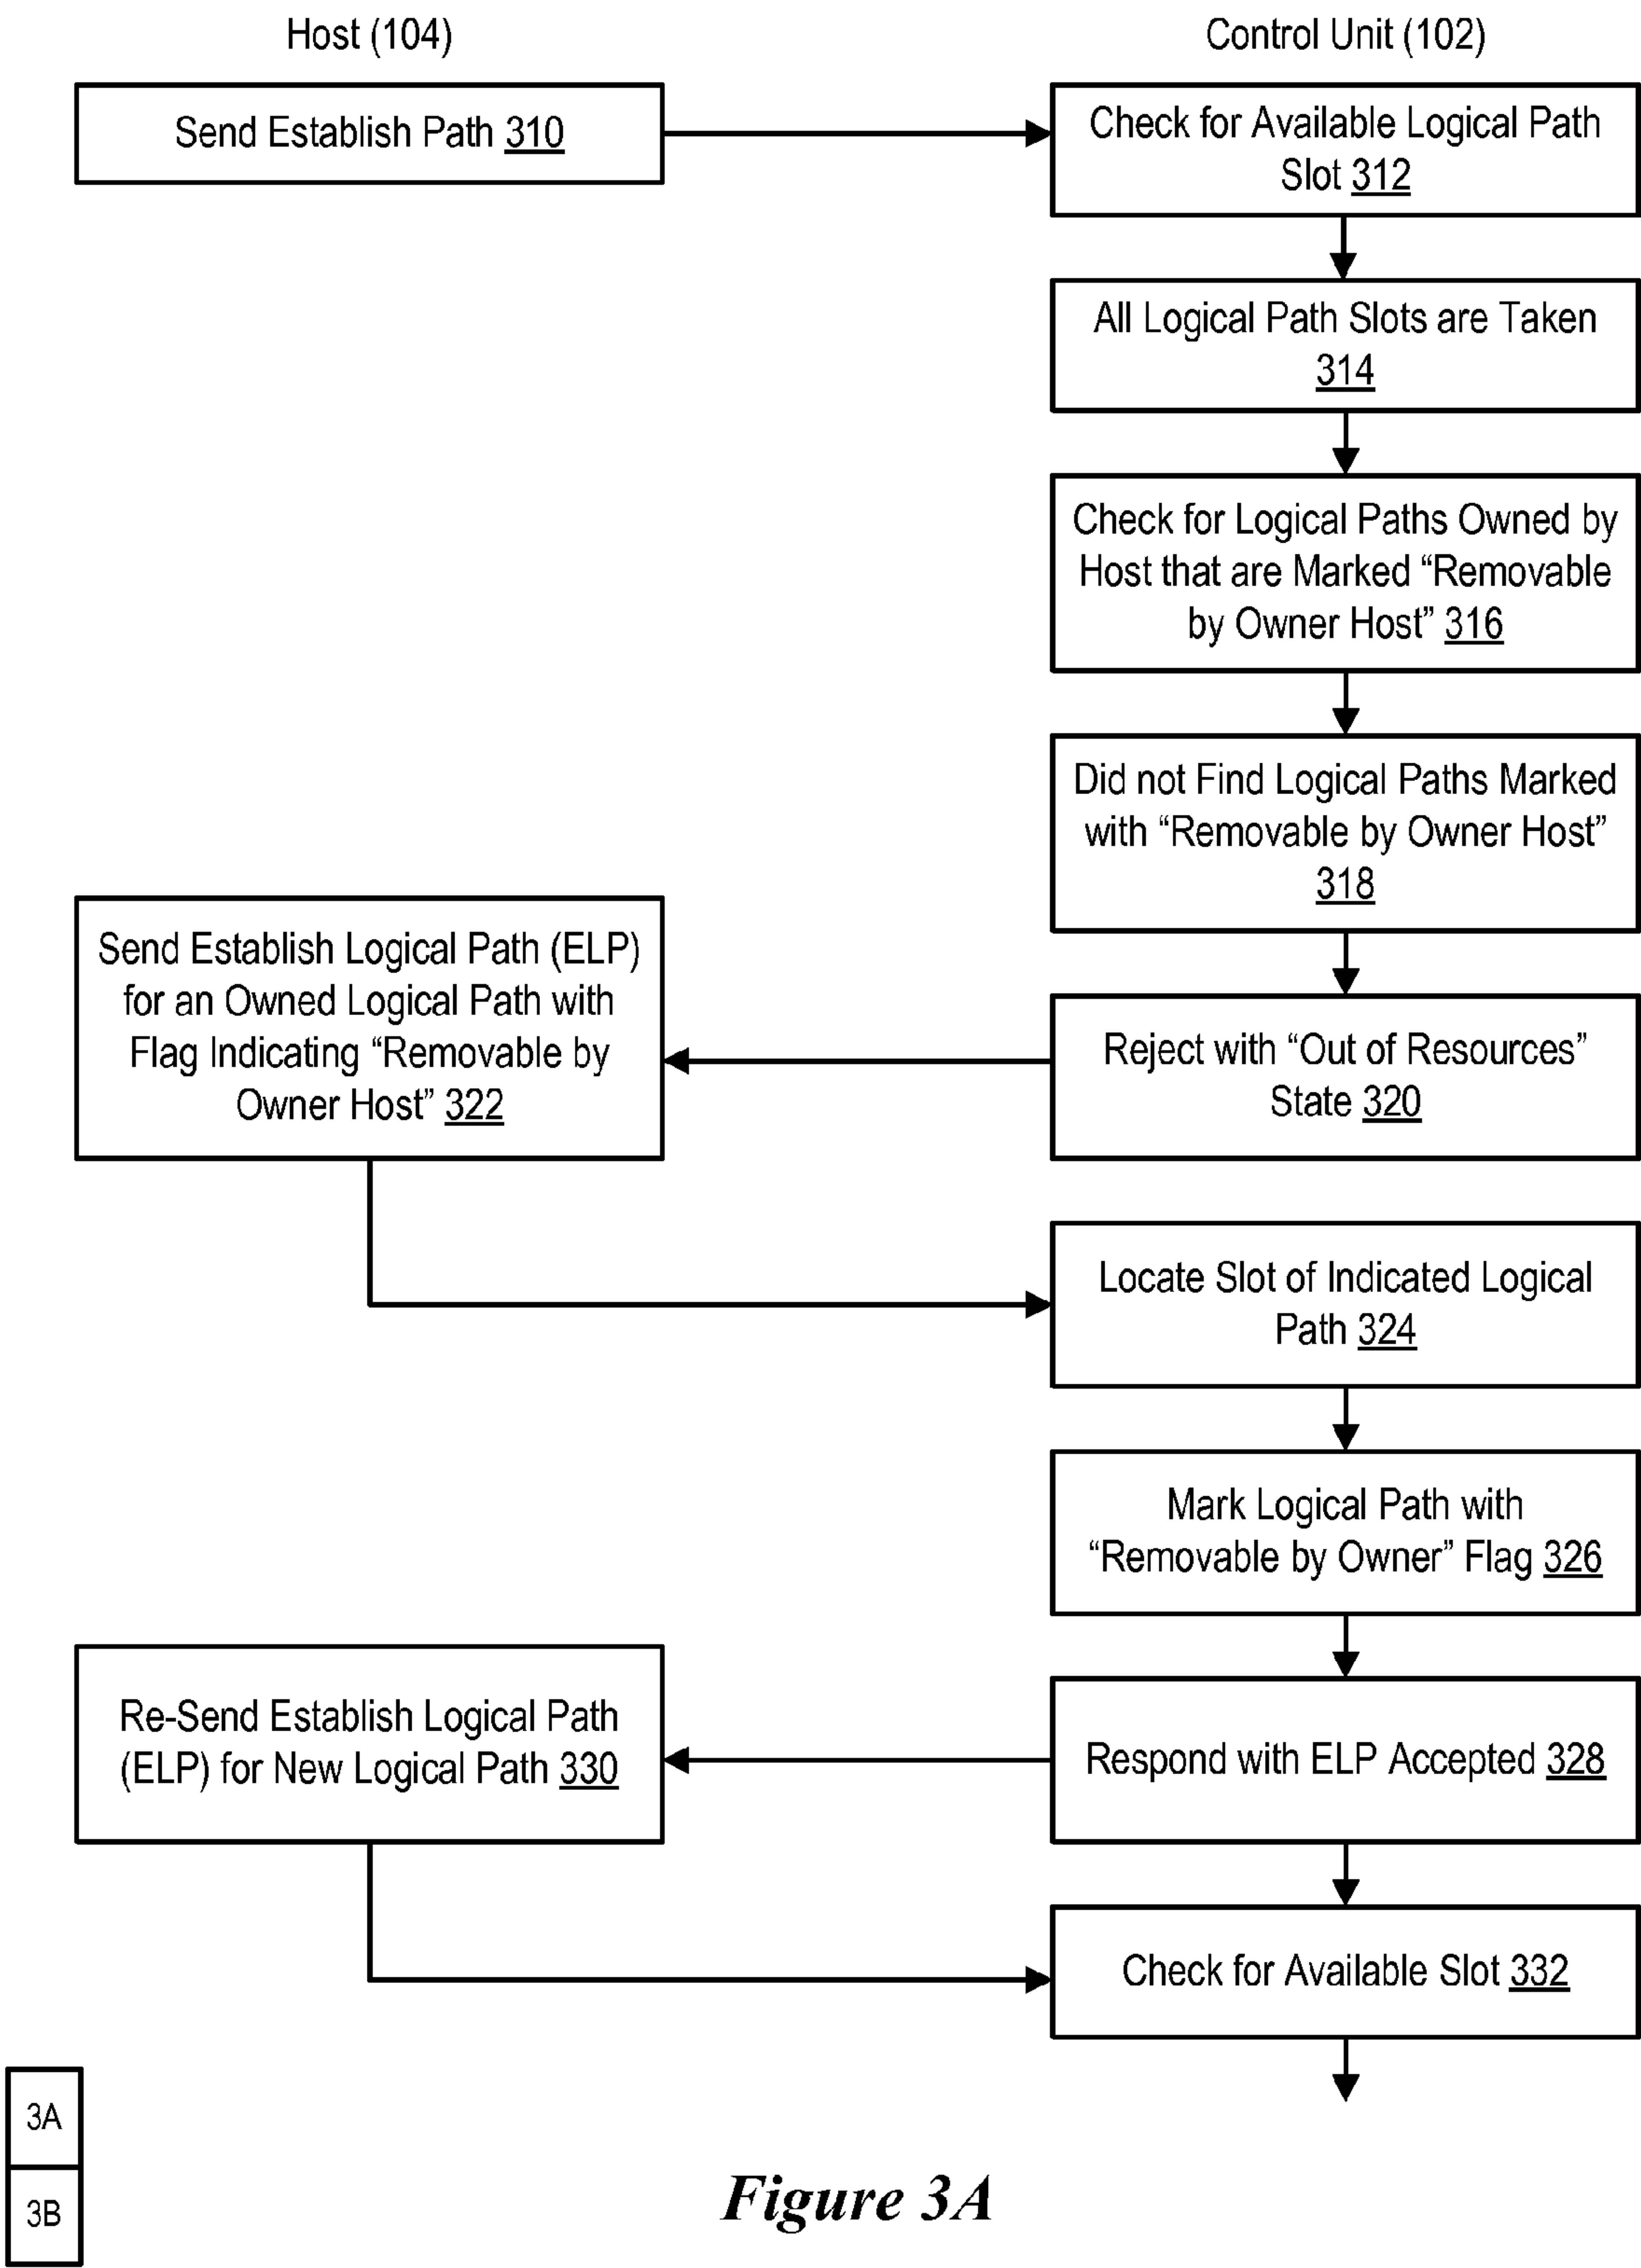 Host (104)
Control Unit (102)
Send Establish Path 310
Check for Available Logical Path
Slot 312
All Logical Path Slots are Taken
314
Check for Logical Paths Owned by
Host that are Marked “Removable
by Owner Host” 316
Did not Find Logical Paths Marked
with “Removable by Owner Host”
318
Reject with “Out of Resources”
State 320
Send Establish Logical Path (ELP)
for an Owned Logical Path with
Flag Indicating “Removable by
Owner Host” 322
Locate Slot of Indicated Logical
Path 324
Mark Logical Path with
“Removable by Owner” Flag 326
Respond with ELP Accepted 328
Re-Send Establish Logical Path
(ELP) for New Logical Path 330
Check for Available Slot 332
3A
3B
Figure 3A